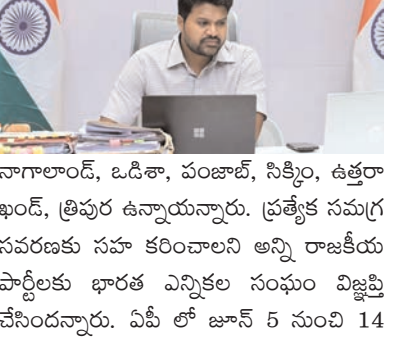 నాగాలాండ్, ఒడిశా, పంజాబ్, సిక్కిం, ఉత్తరా
ఖండ్, త్రిపుర ఉన్నాయన్నారు. ప్రత్యేక సమగ్ర
సవరణకు సహ కరించాలని అన్ని రాజకీయ
పార్టీలకు భారత ఎన్నికల సంఘం విజ్ఞప్తి
చేసిందన్నారు. ఏపీ లో జూన్ 5 నుంచి 14